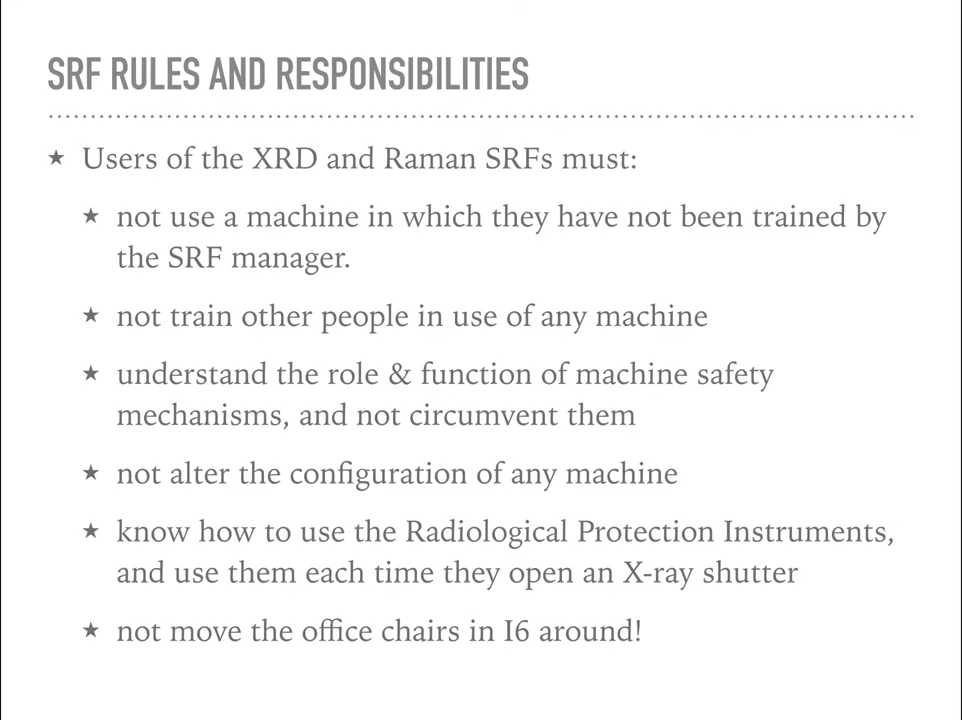 SRF RULES AND RESPONSIBILITIES
★ Users of the XRD and Raman SRFs must:
★ not use a machine in which they have not been trained by
the SRF manager.
★ not train other people in use of any machine
★ understand the role & function of machine safety
mechanisms, and not circumvent them
★ not alter the configuration of any machine
★ know how to use the Radiological Protection Instruments,
and use them each time they open an X-ray shutter
★ not move the office chairs in I6 around!